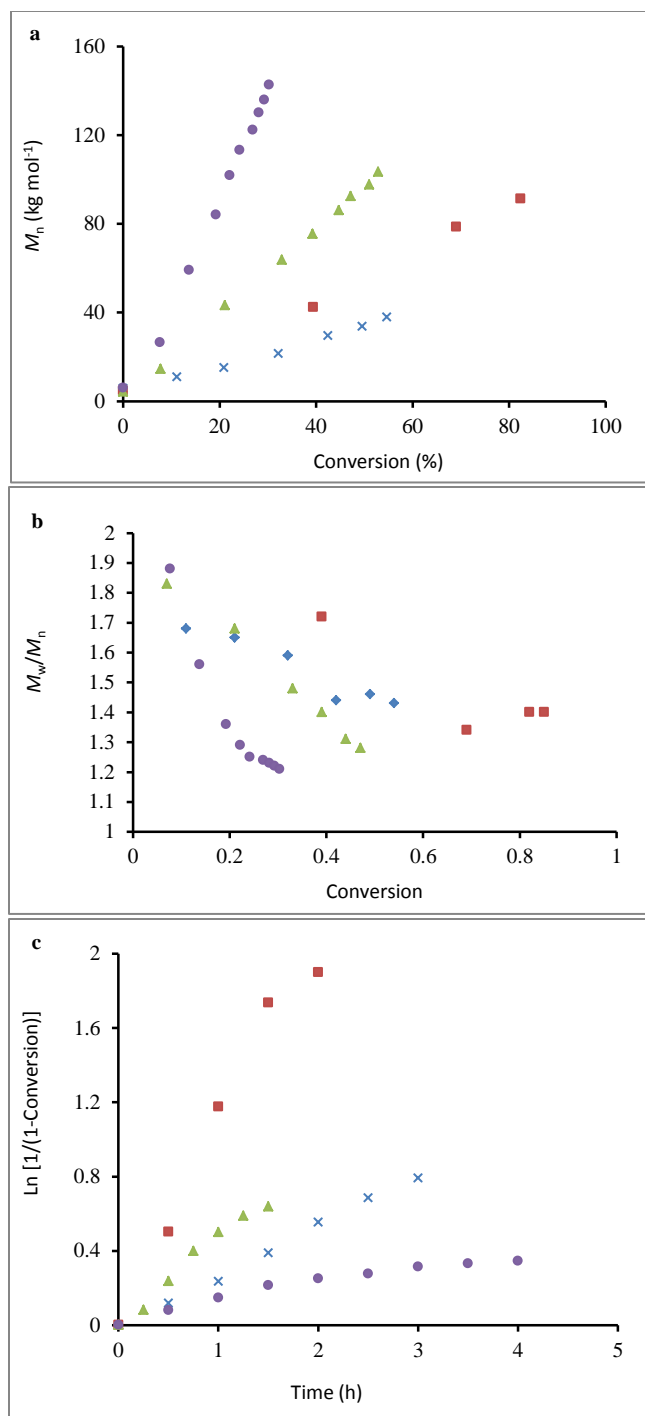 a
160
120
80
40
0
0 20 40 60 80 100
Mn (kg mol-1)
Conversion (%)
b
2
1.9
1.8
1.7
1.6
1.5
1.4
1.3
1.2
1.1
1
0 0.2 0.4 0.6 0.8 1
Mw/Mn
Conversion
c
2
1.6
1.2
0.8
0.4
0
0 1 2 3 4 5
Ln [1/(1-Conversion)]
Time (h)